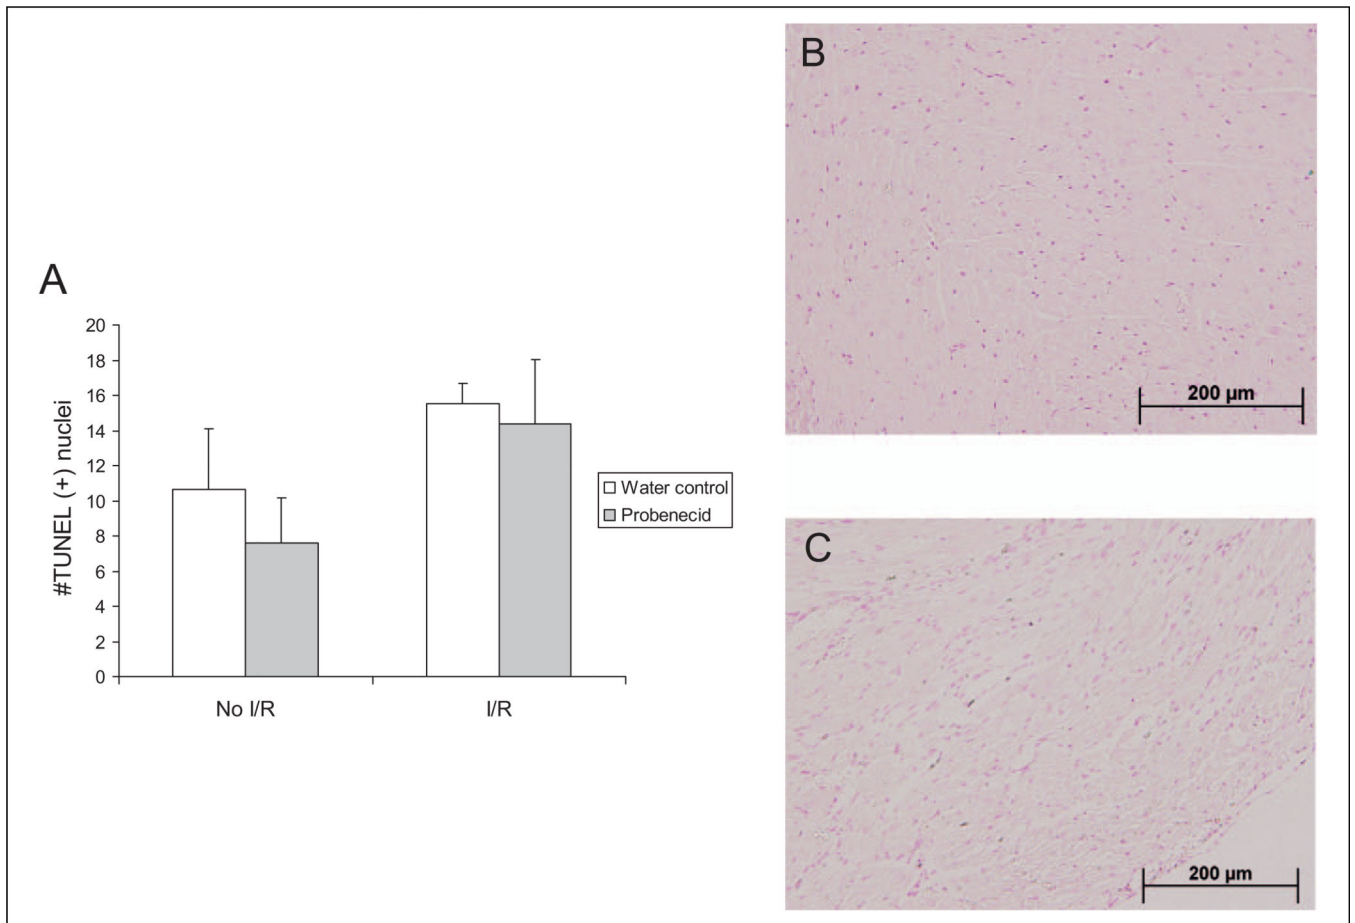 A
#TUNEL (+) nuclei
20
18
16
14
12
10
8
6
4
2
0
No I/R
I/R
Water control
Probenecid
B
200 µm
C
200 µm